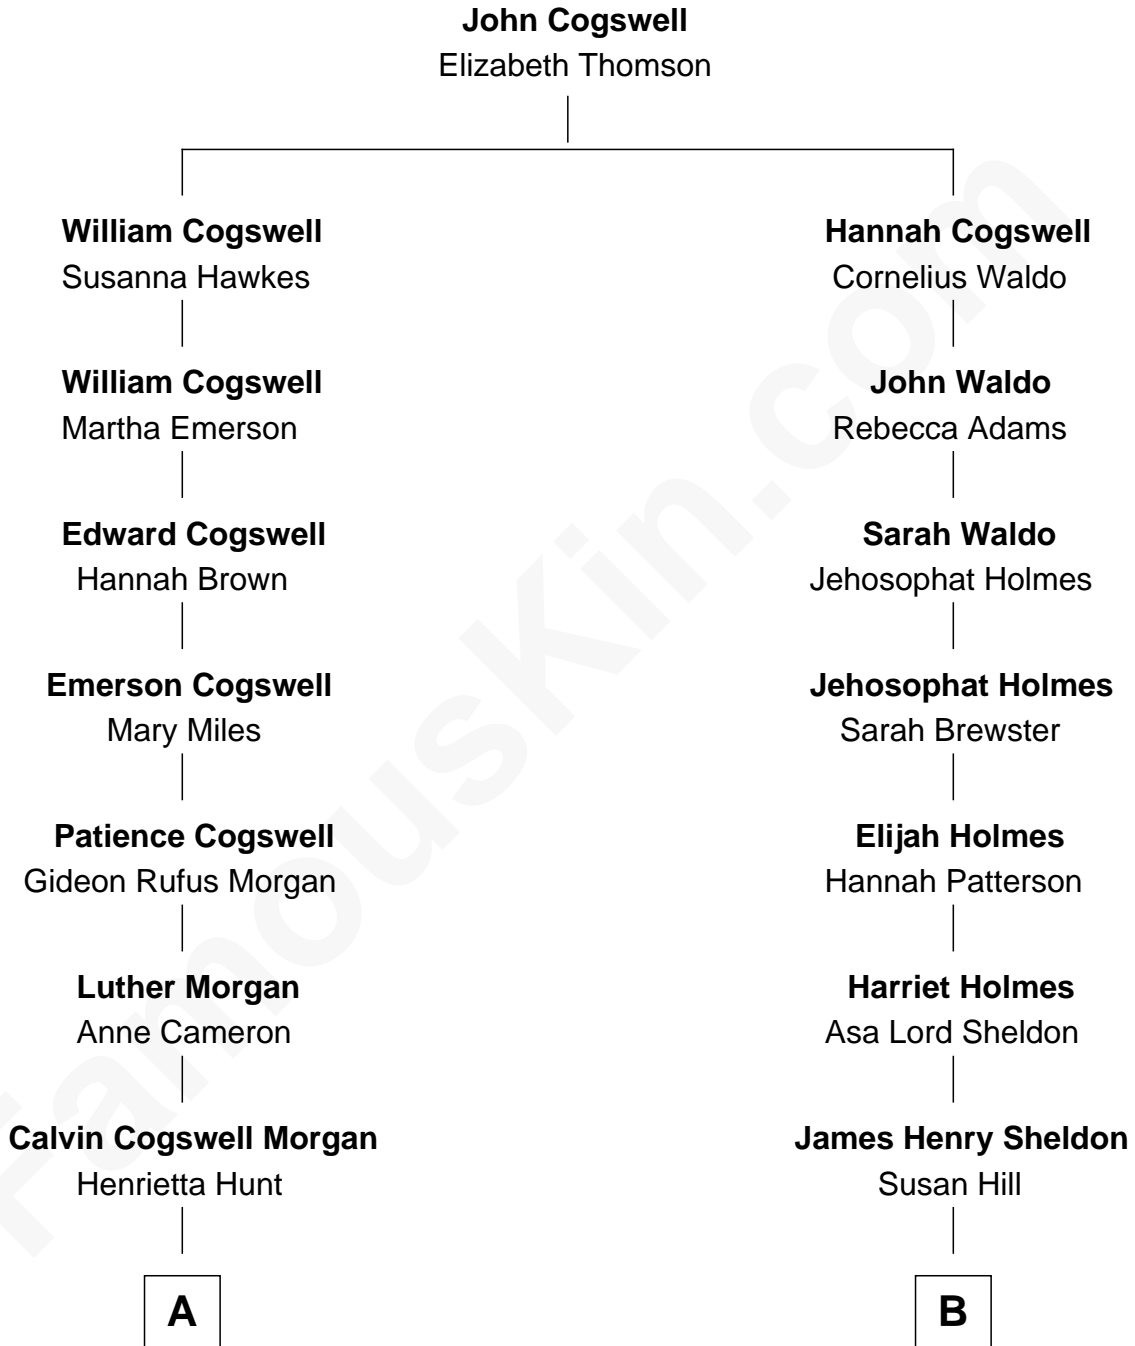 John Cogswell
Elizabeth Thomson
William Cogswell
Susanna Hawkes
Hannah Cogswell
Cornelius Waldo
William Cogswell
Martha Emerson
John Waldo
Rebecca Adams
Edward Cogswell
Hannah Brown
Sarah Waldo
Jehosophat Holmes
Emerson Cogswell
Mary Miles
Jehosophat Holmes
Sarah Brewster
Patience Cogswell
Gideon Rufus Morgan
Elijah Holmes
Hannah Patterson
Luther Morgan
Anne Cameron
Harriet Holmes
Asa Lord Sheldon
Calvin Cogswell Morgan
Henrietta Hunt
James Henry Sheldon
Susan Hill
A
B
FamousKin.com